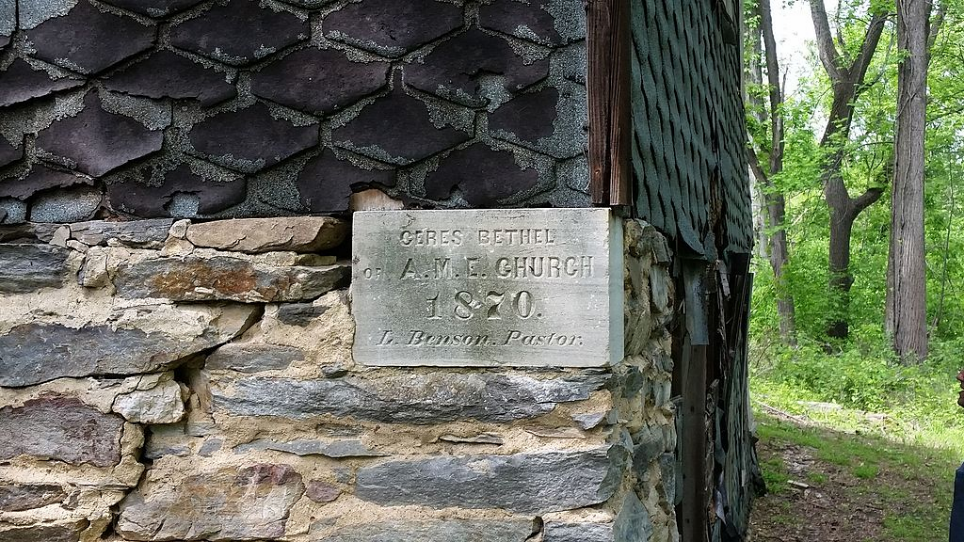 CERES BETHEL
OF A.M.E. CHURCH
1870.
L. Benson. Pastor.